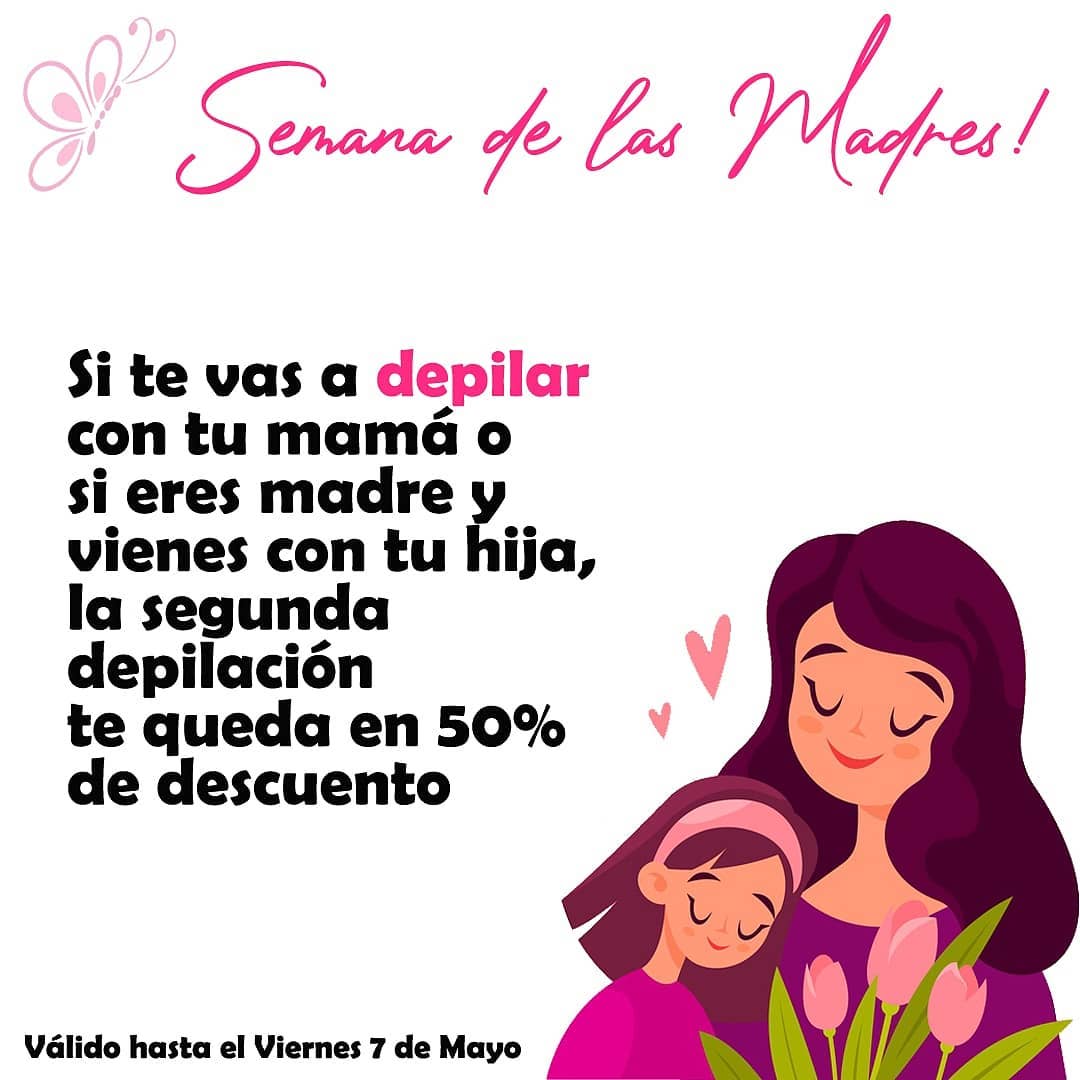 Semana de las Madres!
Si te vas a depilar
con tu mamá o
si eres madre y
vienes con tu hija,
la segunda
depilación
te queda en 50%
de descuento
Válido hasta el Viernes 7 de Mayo